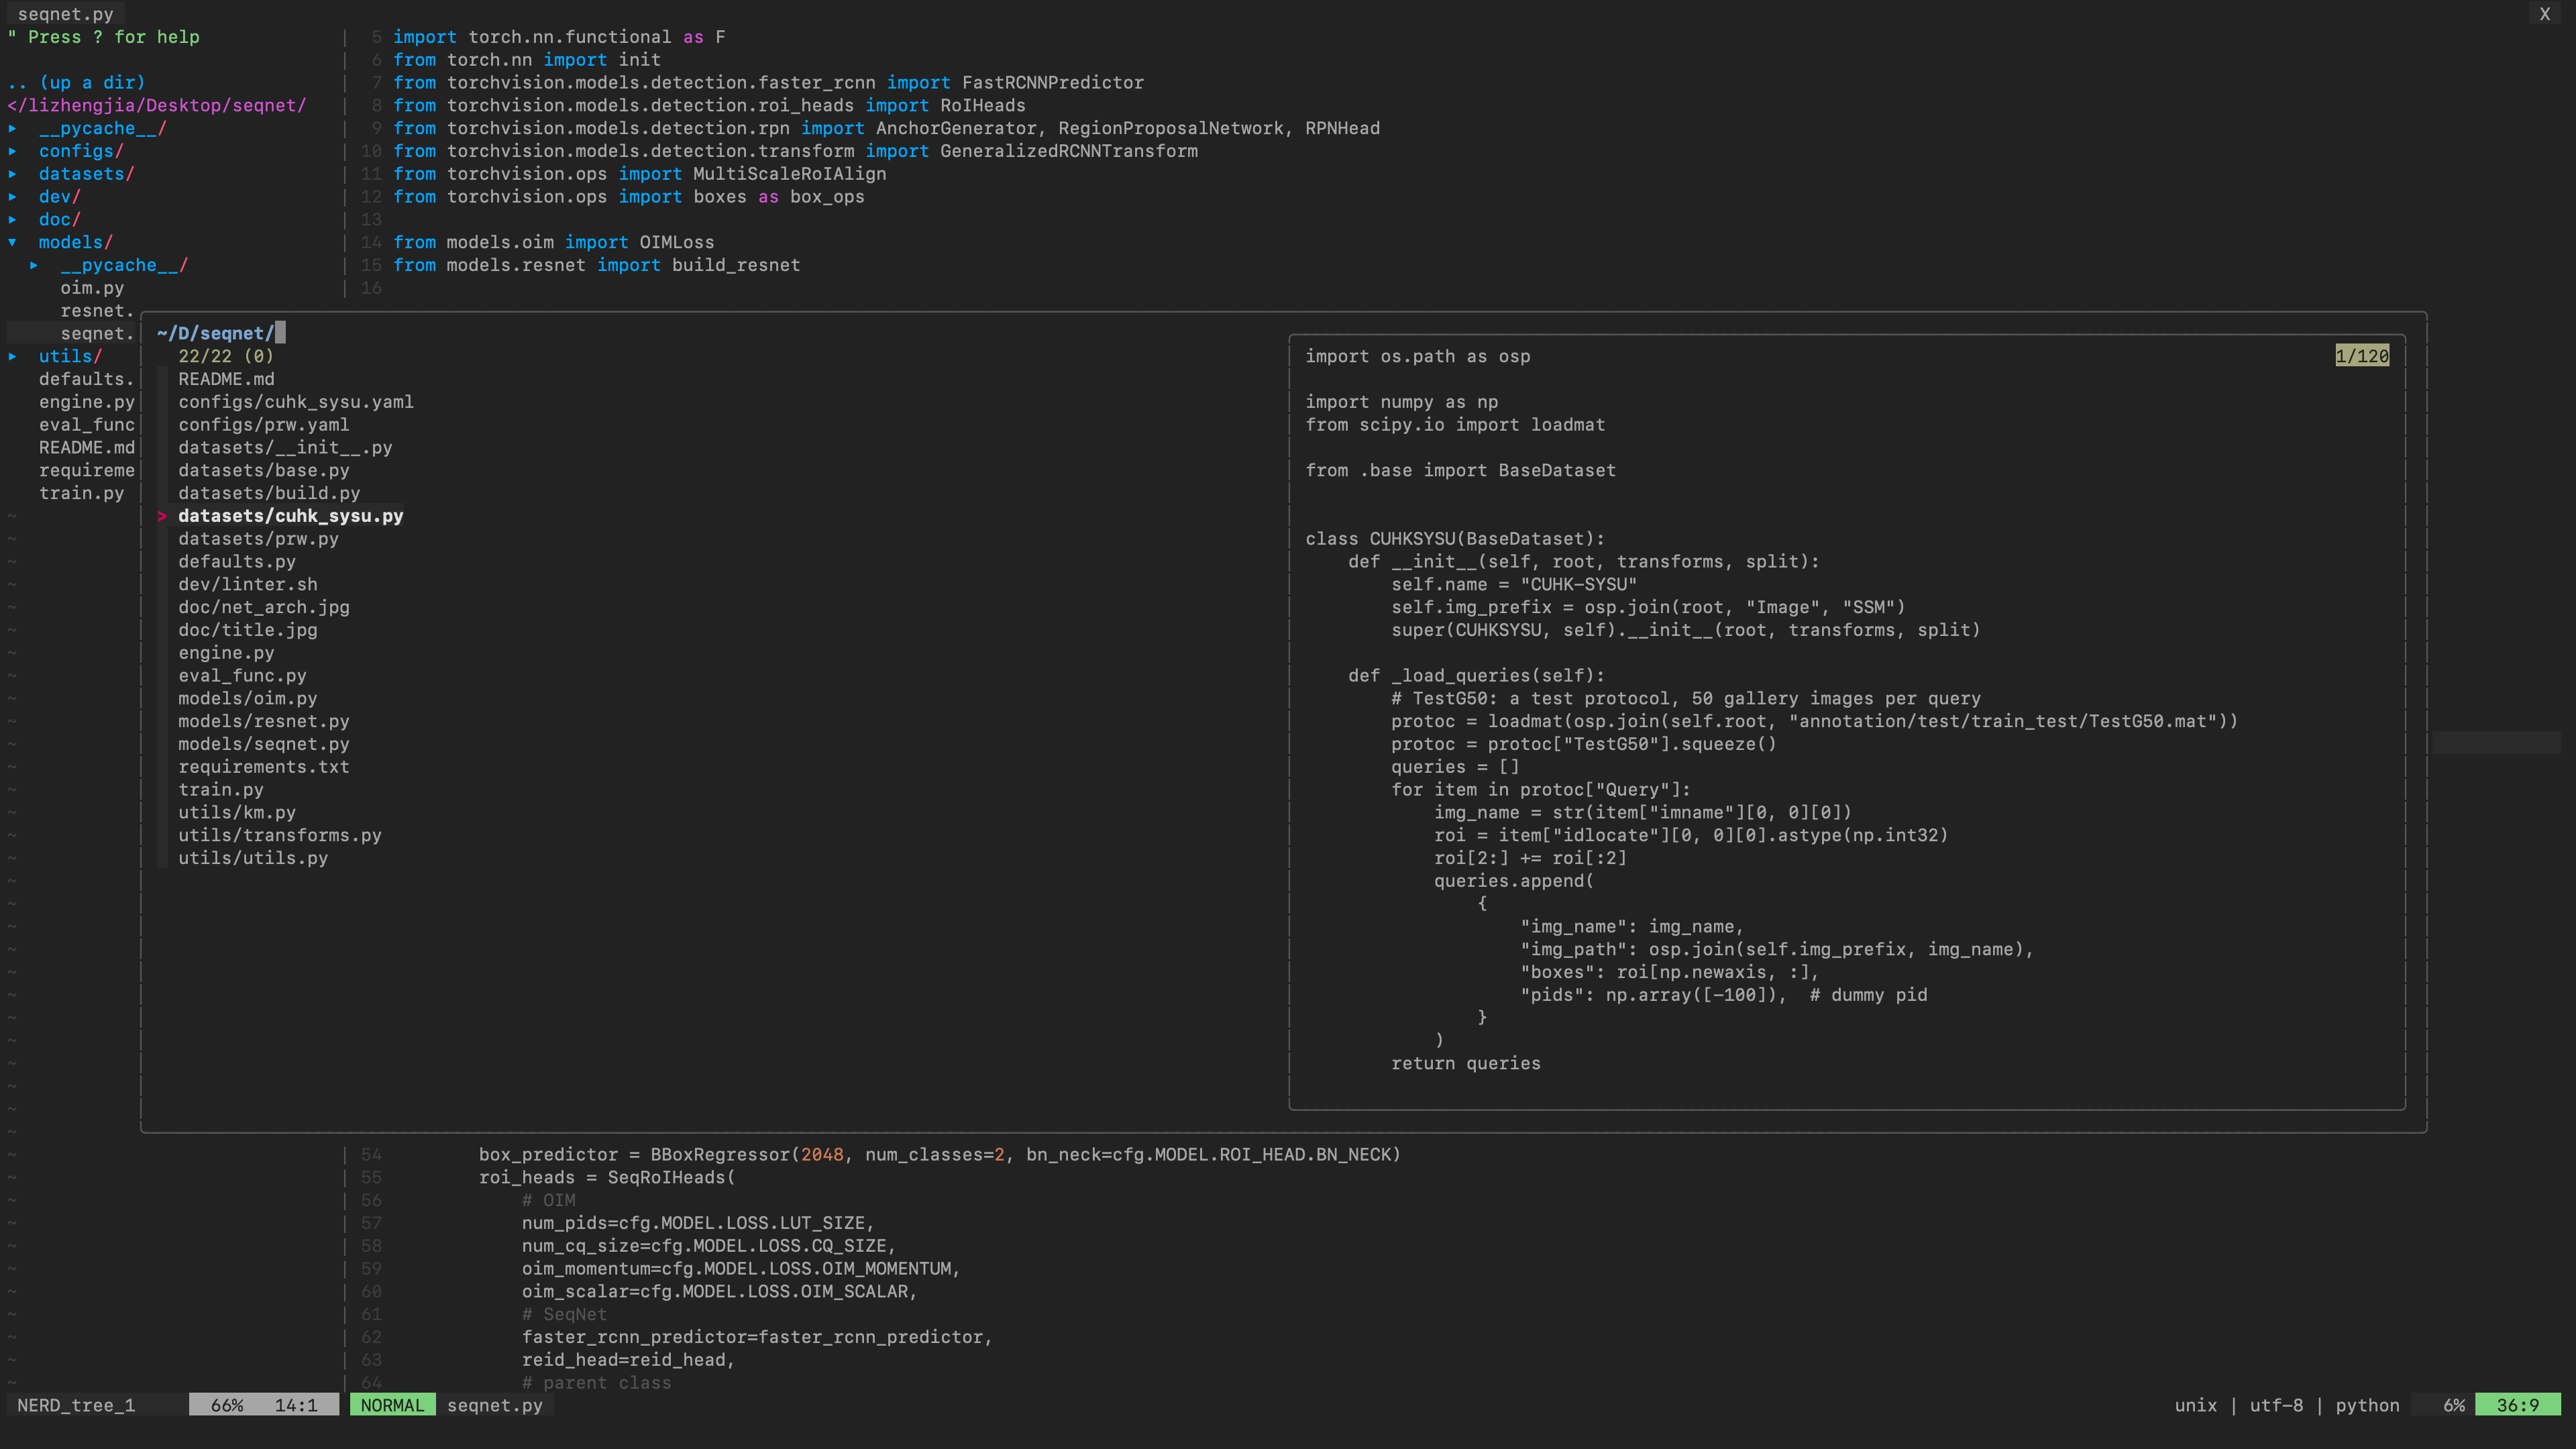 seqnet.py X
" Press ? for help
.. (up a dir)
</lizhengjia/Desktop/seqnet/
▸ __pycache__/
▸ configs/
▸ datasets/
▸ dev/
▸ doc/
▾ models/
▸ __pycache__/
oim.py
resnet.
seqnet.
▸ utils/
defaults.
engine.py
eval_func
README.md
requireme
train.py
5 import torch.nn.functional as F
6 from torch.nn import init
7 from torchvision.models.detection.faster_rcnn import FastRCNNPredictor
8 from torchvision.models.detection.roi_heads import RoIHeads
9 from torchvision.models.detection.rpn import AnchorGenerator, RegionProposalNetwork, RPNHead
10 from torchvision.models.detection.transform import GeneralizedRCNNTransform
11 from torchvision.ops import MultiScaleRoIAlign
12 from torchvision.ops import boxes as box_ops
13
14 from models.oim import OIMLoss
15 from models.resnet import build_resnet
16
~/D/seqnet/
22/22 (0)
README.md
configs/cuhk_sysu.yaml
configs/prw.yaml
datasets/__init__.py
datasets/base.py
datasets/build.py
> datasets/cuhk_sysu.py
datasets/prw.py
defaults.py
dev/linter.sh
doc/net_arch.jpg
doc/title.jpg
engine.py
eval_func.py
models/oim.py
models/resnet.py
models/seqnet.py
requirements.txt
train.py
utils/km.py
utils/transforms.py
utils/utils.py
import os.path as osp 1/120
import numpy as np
from scipy.io import loadmat
from .base import BaseDataset
class CUHKSYSU(BaseDataset):
def __init__(self, root, transforms, split):
self.name = "CUHK-SYSU"
self.img_prefix = osp.join(root, "Image", "SSM")
super(CUHKSYSU, self).__init__(root, transforms, split)
def _load_queries(self):
# TestG50: a test protocol, 50 gallery images per query
protoc = loadmat(osp.join(self.root, "annotation/test/train_test/TestG50.mat"))
protoc = protoc["TestG50"].squeeze()
queries = []
for item in protoc["Query"]:
img_name = str(item["imname"][0, 0][0])
roi = item["idlocate"][0, 0][0].astype(np.int32)
roi[2:] += roi[:2]
queries.append(
{
"img_name": img_name,
"img_path": osp.join(self.img_prefix, img_name),
"boxes": roi[np.newaxis, :],
"pids": np.array([-100]),  # dummy pid
}
)
return queries
54 box_predictor = BBoxRegressor(2048, num_classes=2, bn_neck=cfg.MODEL.ROI_HEAD.BN_NECK)
55 roi_heads = SeqRoIHeads(
56 # OIM
57 num_pids=cfg.MODEL.LOSS.LUT_SIZE,
58 num_cq_size=cfg.MODEL.LOSS.CQ_SIZE,
59 oim_momentum=cfg.MODEL.LOSS.OIM_MOMENTUM,
60 oim_scalar=cfg.MODEL.LOSS.OIM_SCALAR,
61 # SeqNet
62 faster_rcnn_predictor=faster_rcnn_predictor,
63 reid_head=reid_head,
64 # parent class
NERD_tree_1 66% 14:1 NORMAL seqnet.py unix | utf-8 | python 6% 36:9